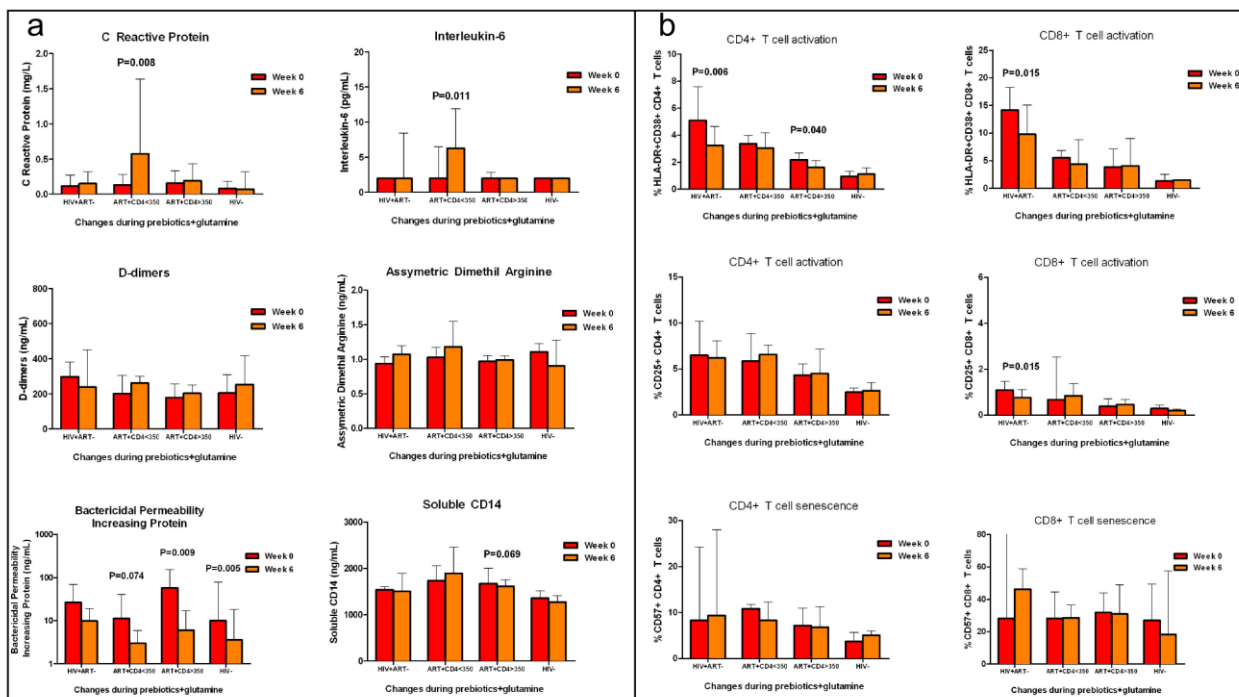 a
C Reactive Protein
C Reactive Protein (mg/L)
2.0
1.5
1.0
0.5
0.0
P=0.008
Week 0
Week 6
HIV+ART-
ART+CD4<350
ART+CD4>350
HIV-
Changes during prebiotics+glutamine
Interleukin-6
Interleukin-6 (pg/mL)
20
15
10
5
0
P=0.011
Week 0
Week 6
HIV+ART-
ART+CD4<350
ART+CD4>350
HIV-
Changes during prebiotics+glutamine
D-dimers
D-dimers (ng/mL)
800
600
400
200
0
Week 0
Week 6
HIV+ART-
ART+CD4<350
ART+CD4>350
HIV-
Changes during prebiotics+glutamine
Assymetric Dimethil Arginine
Assymetric Dimethil Arginine (ng/mL)
2.0
1.5
1.0
0.5
0.0
Week 0
Week 6
HIV+ART-
ART+CD4<350
ART+CD4>350
HIV-
Changes during prebiotics+glutamine
Bactericidal Permeability
Increasing Protein
Bactericidal Permeability
Increasing Protein (ng/mL)
1000
100
10
1
P=0.074
P=0.009
P=0.005
Week 0
Week 6
HIV+ART-
ART+CD4<350
ART+CD4>350
HIV-
Changes during prebiotics+glutamine
Soluble CD14
Soluble CD14 (ng/mL)
3000
2000
1000
0
P=0.069
Week 0
Week 6
HIV+ART-
ART+CD4<350
ART+CD4>350
HIV-
Changes during prebiotics+glutamine
b
CD4+ T cell activation
% HLA-DR+CD38+ CD4+ T cells
10
8
6
4
2
0
P=0.006
P=0.040
Week 0
Week 6
HIV+ART-
ART+CD4<350
ART+CD4>350
HIV-
Changes during prebiotics+glutamine
CD8+ T cell activation
% HLA-DR+CD38+ CD8+ T cells
25
20
15
10
5
0
P=0.015
Week 0
Week 6
HIV+ART-
ART+CD4<350
ART+CD4>350
HIV-
Changes during prebiotics+glutamine
CD4+ T cell activation
% CD25+ CD4+ T cells
15
10
5
0
Week 0
Week 6
HIV+ART-
ART+CD4<350
ART+CD4>350
HIV-
Changes during prebiotics+glutamine
CD8+ T cell activation
% CD25+ CD8+ T cells
6
4
2
0
P=0.015
Week 0
Week 6
HIV+ART-
ART+CD4<350
ART+CD4>350
HIV-
Changes during prebiotics+glutamine
CD4+ T cell senescence
% CD57+ CD4+ T cells
30
20
10
5
0
Week 0
Week 6
HIV+ART-
ART+CD4<350
ART+CD4>350
HIV-
Changes during prebiotics+glutamine
CD8+ T cell senescence
% CD57+ CD8+ T cells
80
60
40
20
0
Week 0
Week 6
HIV+ART-
ART+CD4<350
ART+CD4>350
HIV-
Changes during prebiotics+glutamine